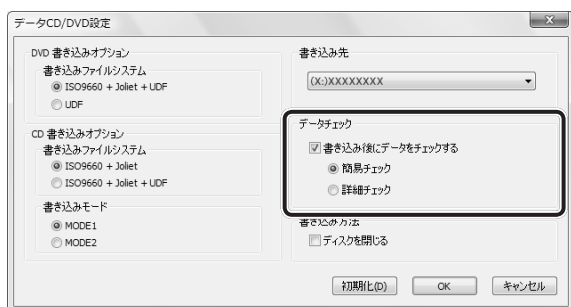 データCD/DVD設定
DVD 書き込みオプション
書き込みファイルシステム
ISO9660 + Joliet + UDF
UDF
CD 書き込みオプション
書き込みファイルシステム
ISO9660 + Joliet
ISO9660 + Joliet + UDF
書き込みモード
MODE1
MODE2
書き込み先
(X:)XXXXXXXX
データチェック
書き込み後にデータをチェックする
簡易チェック
詳細チェック
書き込み方法
ディスクを閉じる
初期化(D)
OK
キャンセル